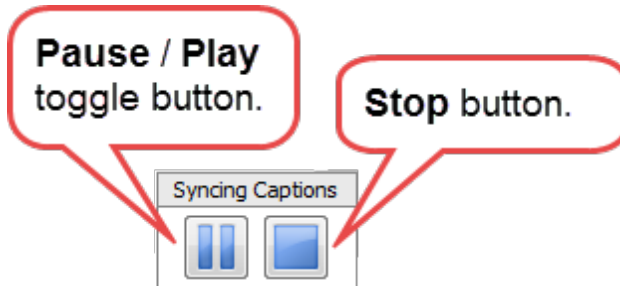 Pause / Play
toggle button.
Stop button.
Syncing Captions